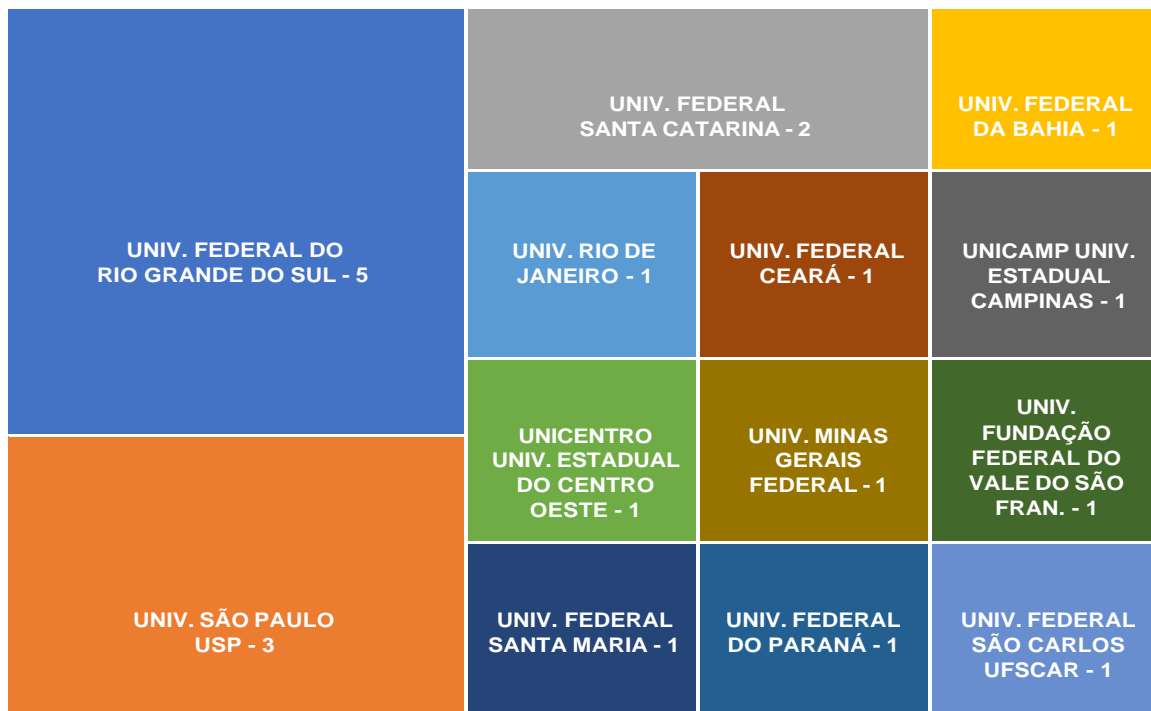 UNIV. FEDERAL DO
RIO GRANDE DO SUL - 5
UNIV. SÃO PAULO
USP - 3
UNIV. FEDERAL
SANTA CATARINA - 2
UNIV. FEDERAL
DA BAHIA - 1
UNIV. RIO DE
JANEIRO - 1
UNIV. FEDERAL
CEARÁ - 1
UNICAMP UNIV.
ESTADUAL
CAMPINAS - 1
UNICENTRO
UNIV. ESTADUAL
DO CENTRO
OESTE - 1
UNIV. MINAS
GERAIS
FEDERAL - 1
UNIV.
FUNDAÇÃO
FEDERAL DO
VALE DO SÃO
FRAN. - 1
UNIV. FEDERAL
SANTA MARIA - 1
UNIV. FEDERAL
DO PARANÁ - 1
UNIV. FEDERAL
SÃO CARLOS
UFSCAR - 1